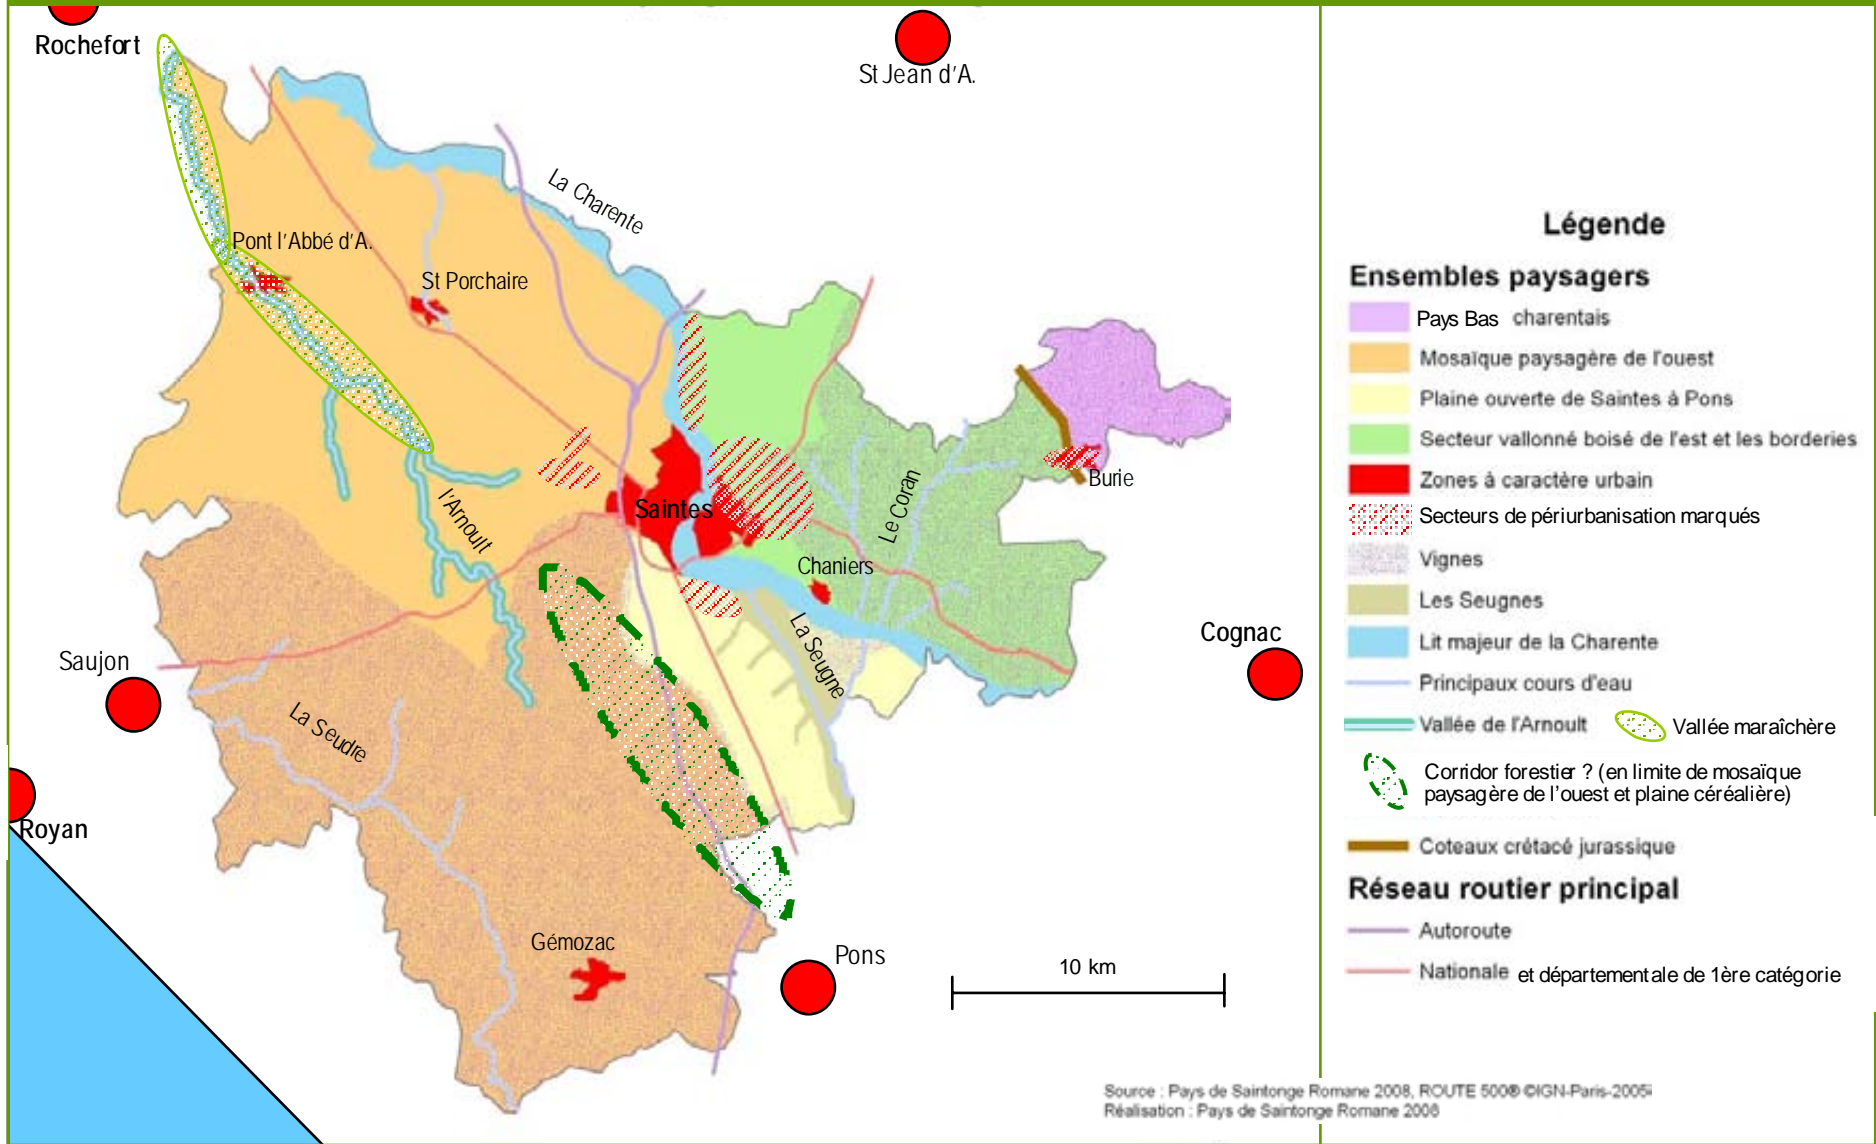 Rochefort
St Jean d'A.
La Charente
Pont l'Abbé d'A.
St Porchaire
Saintes
Le Coran
Burie
l'Arnoult
Chaniers
La Seugne
Cognac
Saujon
La Seudre
Royan
Gémozac
Pons
10 km
Légende
Ensembles paysagers
Pays Bas charentais
Mosaïque paysagère de l'ouest
Plaine ouverte de Saintes à Pons
Secteur vallonné boisé de l'est et les borderies
Zones à caractère urbain
Secteurs de périurbanisation marqués
Vignes
Les Seugnes
Lit majeur de la Charente
Principaux cours d'eau
Vallée de l'Arnoult
Vallée maraîchère
Corridor forestier ? (en limite de mosaïque
paysagère de l'ouest et plaine céréalière)
Coteaux crétacé jurassique
Réseau routier principal
Autoroute
Nationale et départementale de 1ère catégorie
Source : Pays de Saintonge Romane 2008, ROUTE 500® ©IGN-Paris-2005
Réalisation : Pays de Saintonge Romane 2008